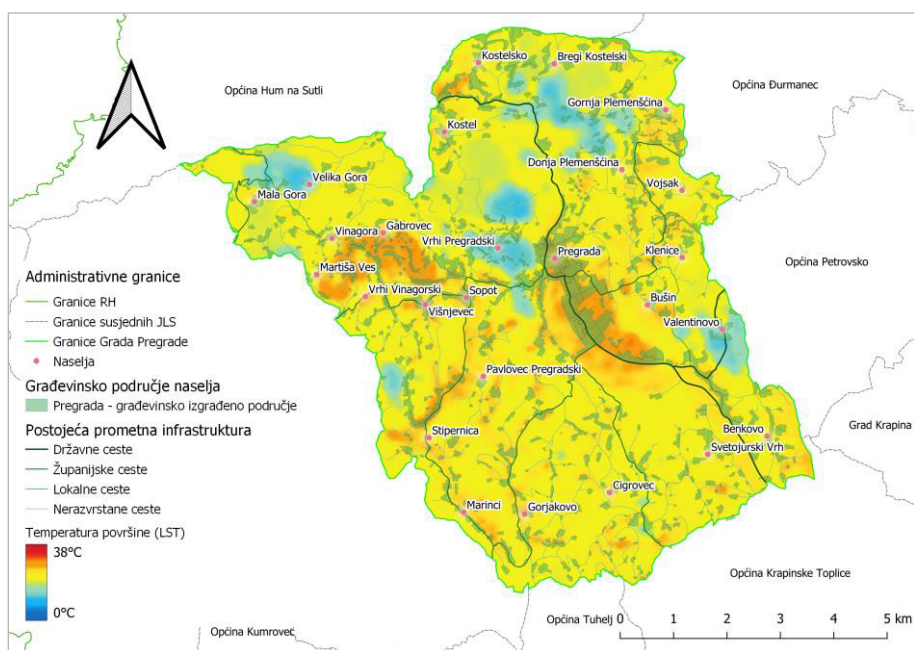 Kostelsko
Bregi Kostelski
Općina Hum na Sutli
Općina Đurmanec
Gornja Plemenšćina
Kostel
Donja Plemenšćina
Velika Gora
Vojsak
Mala Gora
Gabrovec
Vinagora
Vrhi Pregradski
Pregrada
Klenice
Općina Petrovsko
Martiša Ves
Vrhi Vinagorski
Sopot
Višnjevec
Bušin
Valentinovo
Pavlovec Pregradski
Stipernica
Benkovo
Grad Krapina
Svetojurski Vrh
Cigrovec
Marinci
Gorjakovo
Općina Krapinske Toplice
Općina Tuhelj
Općina Kumrovec
Administrativne granice
Granice RH
Granice susjednih JLS
Granice Grada Pregrade
Naselja
Građevinsko područje naselja
Pregrada - građevinsko izgrađeno područje
Postojeća prometna infrastruktura
Državne ceste
Županijske ceste
Lokalne ceste
Nerazvrstane ceste
Temperatura površine (LST)
38°C
0°C
0 1 2 3 4 5 km